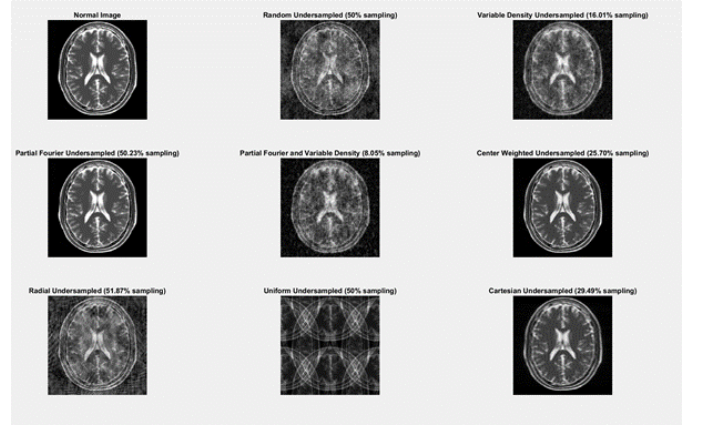 Normal Image
Random Undersampled (50% sampling)
Variable Density Undersampled (16.01% sampling)
Partial Fourier Undersampled (50.23% sampling)
Partial Fourier and Variable Density (8.05% sampling)
Center Weighted Undersampled (25.70% sampling)
Radial Undersampled (51.87% sampling)
Uniform Undersampled (50% sampling)
Cartesian Undersampled (29.49% sampling)